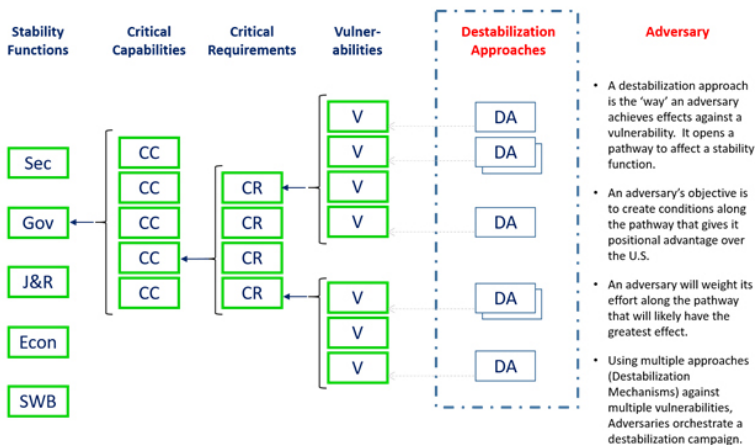 Stability
Functions
Critical
Capabilities
Critical
Requirements
Vulner-
abilities
Destabilization
Approaches
Adversary
Sec
Gov
J&R
Econ
SWB
CC
CC
CC
CC
CC
CR
CR
CR
CR
V
V
V
V
V
V
V
DA
DA
DA
DA
DA
• A destabilization approach
is the ‘way’ an adversary
achieves effects against a
vulnerability. It opens a
pathway to affect a stability
function.
• An adversary’s objective is
to create conditions along
the pathway that gives it
positional advantage over
the U.S.
• An adversary will weight its
effort along the pathway
that will likely have the
greatest effect.
• Using multiple approaches
(Destabilization
Mechanisms) against
multiple vulnerabilities,
Adversaries orchestrate a
destabilization campaign.